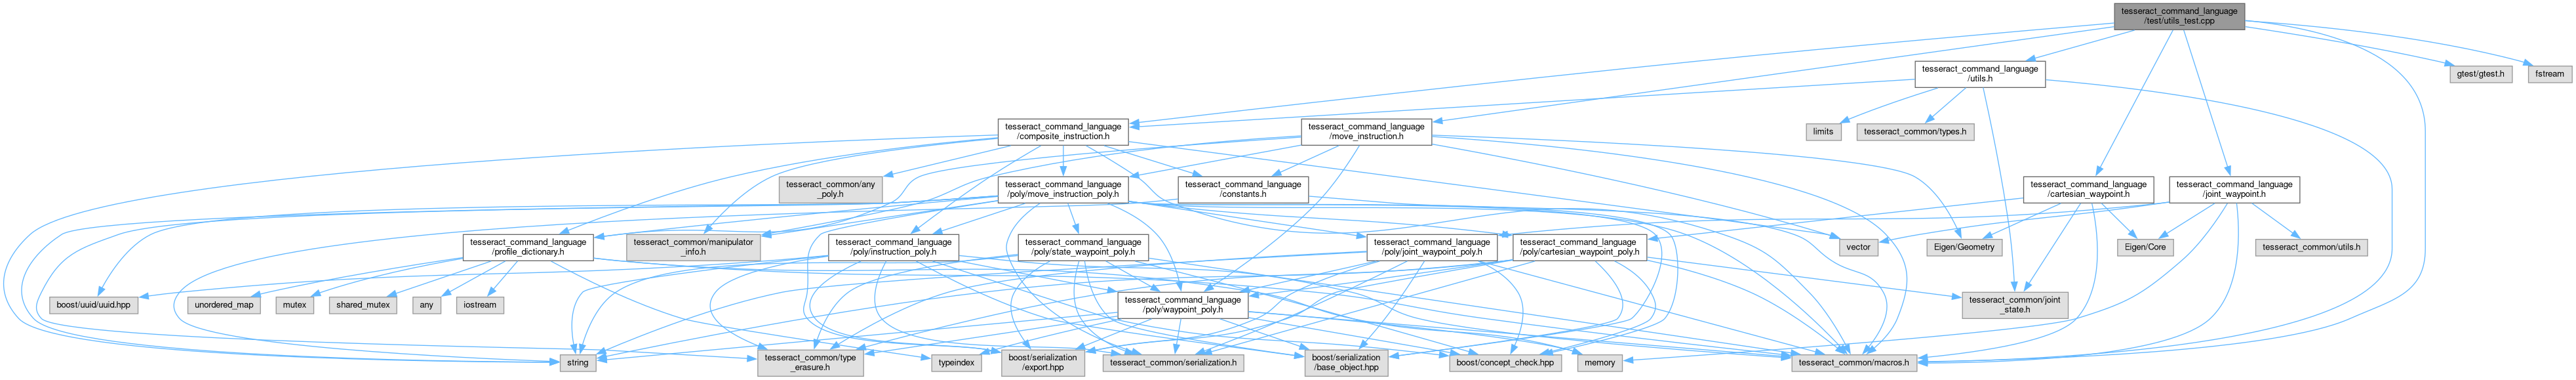 tesseract_command_language
/test/utils_test.cpp
tesseract_command_language
/utils.h
gtest/gtest.h
fstream
tesseract_command_language
/composite_instruction.h
tesseract_command_language
/move_instruction.h
limits
tesseract_common/types.h
tesseract_common/any
_poly.h
tesseract_command_language
/poly/move_instruction_poly.h
tesseract_command_language
/constants.h
tesseract_command_language
/cartesian_waypoint.h
tesseract_command_language
/joint_waypoint.h
tesseract_command_language
/profile_dictionary.h
tesseract_common/manipulator
_info.h
tesseract_command_language
/poly/instruction_poly.h
tesseract_command_language
/poly/state_waypoint_poly.h
tesseract_command_language
/poly/joint_waypoint_poly.h
tesseract_command_language
/poly/cartesian_waypoint_poly.h
vector
Eigen/Geometry
Eigen/Core
tesseract_common/utils.h
boost/uuid/uuid.hpp
unordered_map
mutex
shared_mutex
any
iostream
tesseract_command_language
/poly/waypoint_poly.h
tesseract_common/joint
_state.h
string
tesseract_common/type
_erasure.h
typeindex
boost/serialization
/export.hpp
tesseract_common/serialization.h
boost/serialization
/base_object.hpp
boost/concept_check.hpp
memory
tesseract_common/macros.h